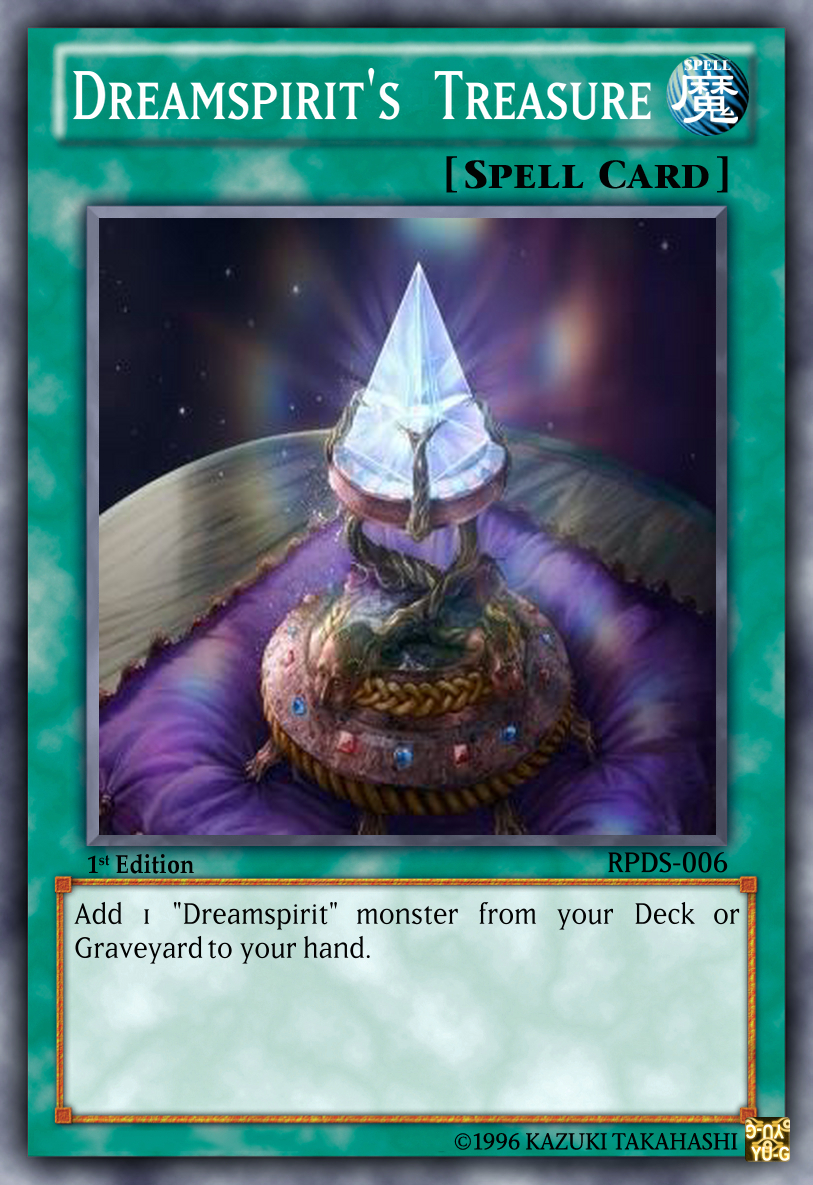 Dreamspirit's Treasure
SPELL
魔
[Spell Card]
1st Edition
RPDS-006
Add 1 "Dreamspirit" monster from your Deck or
Graveyard to your hand.
©1996 KAZUKI TAKAHASHI